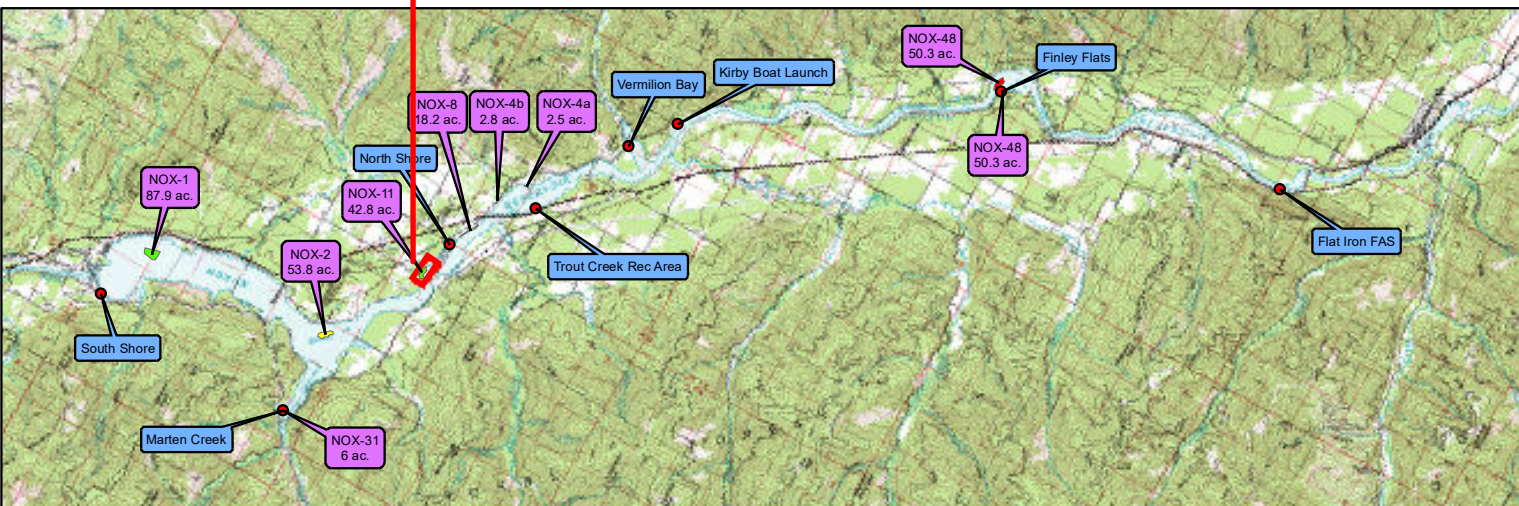 NOX-48
50.3 ac.
Finley Flats
Vermilion Bay
Kirby Boat Launch
NOX-8
18.2 ac.
NOX-4b
2.8 ac.
NOX-4a
2.5 ac.
North Shore
NOX-48
50.3 ac.
NOX-1
87.9 ac.
NOX-11
42.8 ac.
NOX-2
53.8 ac.
Trout Creek Rec Area
Flat Iron FAS
South Shore
Marten Creek
NOX-31
6 ac.